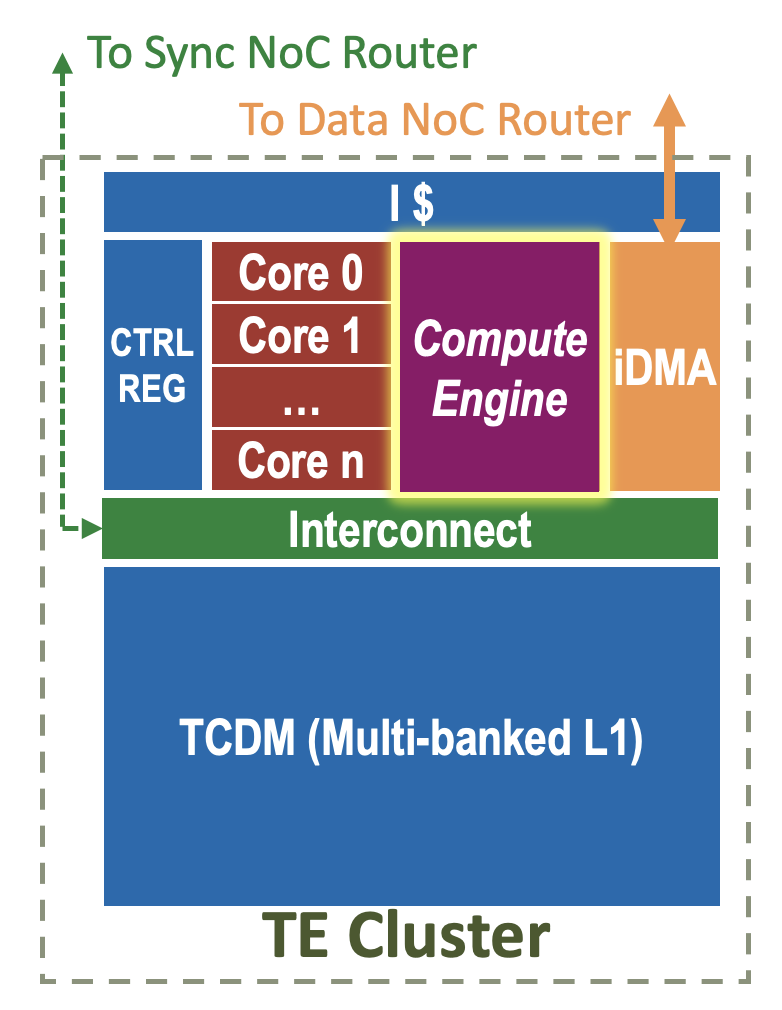 To Sync NoC Router
To Data NoC Router
I $
CTRL
REG
Core 0
Core 1
...
Core n
Compute
Engine
iDMA
Interconnect
TCDM (Multi-banked L1)
TE Cluster